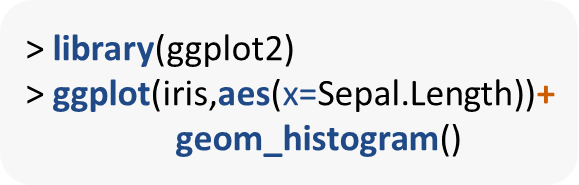 > library(ggplot2)
> ggplot(iris,aes(x=Sepal.Length))+
geom_histogram()